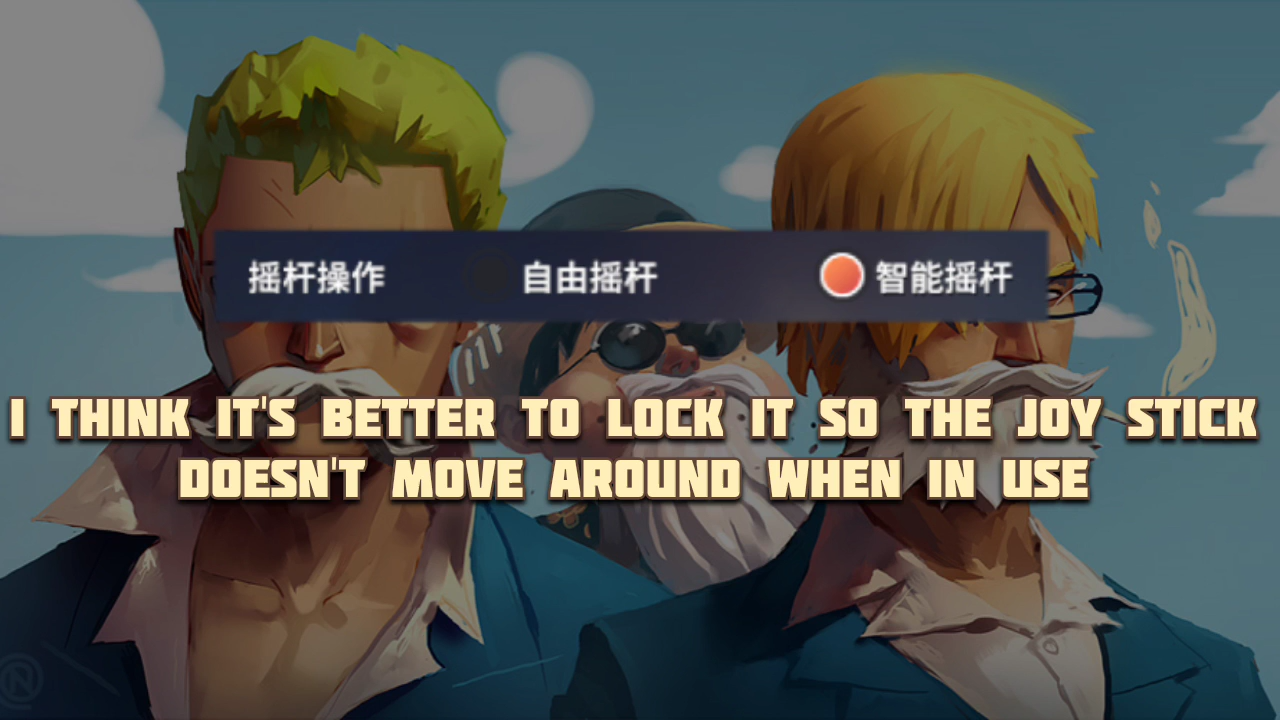 摇杆操作 自由摇杆 智能摇杆
I THINK IT'S BETTER TO LOCK IT SO THE JOY STICK
DOESN'T MOVE AROUND WHEN IN USE